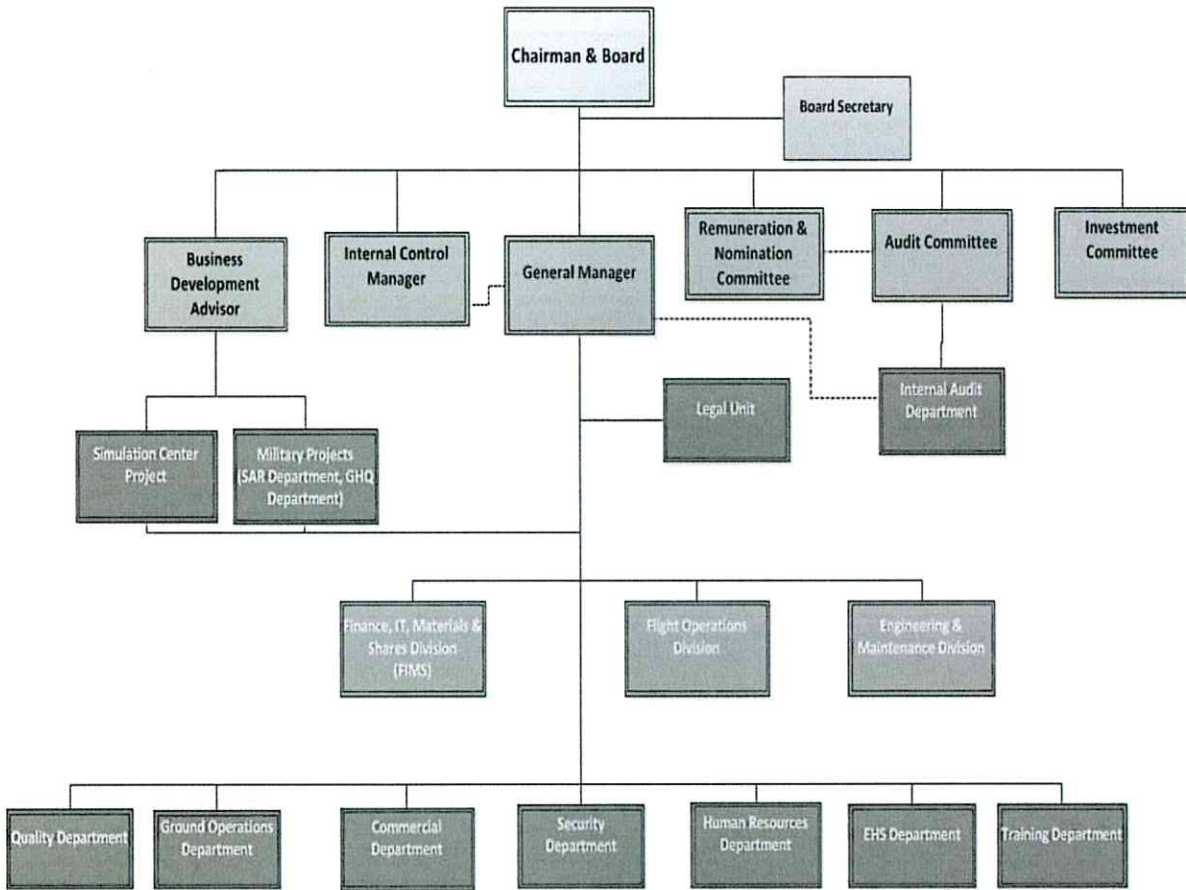 Chairman & Board
Board Secretary
Business
Development
Advisor
Internal Control
Manager
General Manager
Remuneration &
Nomination
Committee
Audit Committee
Investment
Committee
Legal Unit
Internal Audit
Department
Simulation Center
Project
Military Projects
(SAR Department, GHQ
Department)
Finance, IT, Materials &
Shares Division
(FIMS)
Flight Operations
Division
Engineering &
Maintenance Division
Quality Department
Ground Operations
Department
Commercial
Department
Security
Department
Human Resources
Department
EHS Department
Training Department